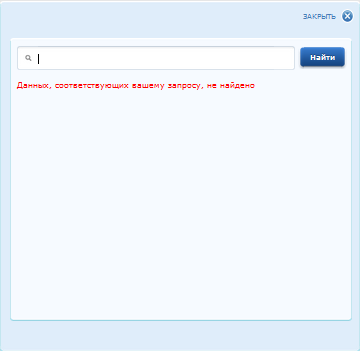 ЗАКРЫТЬ
Найти
Данных, соответствующих вашему запросу, не найдено